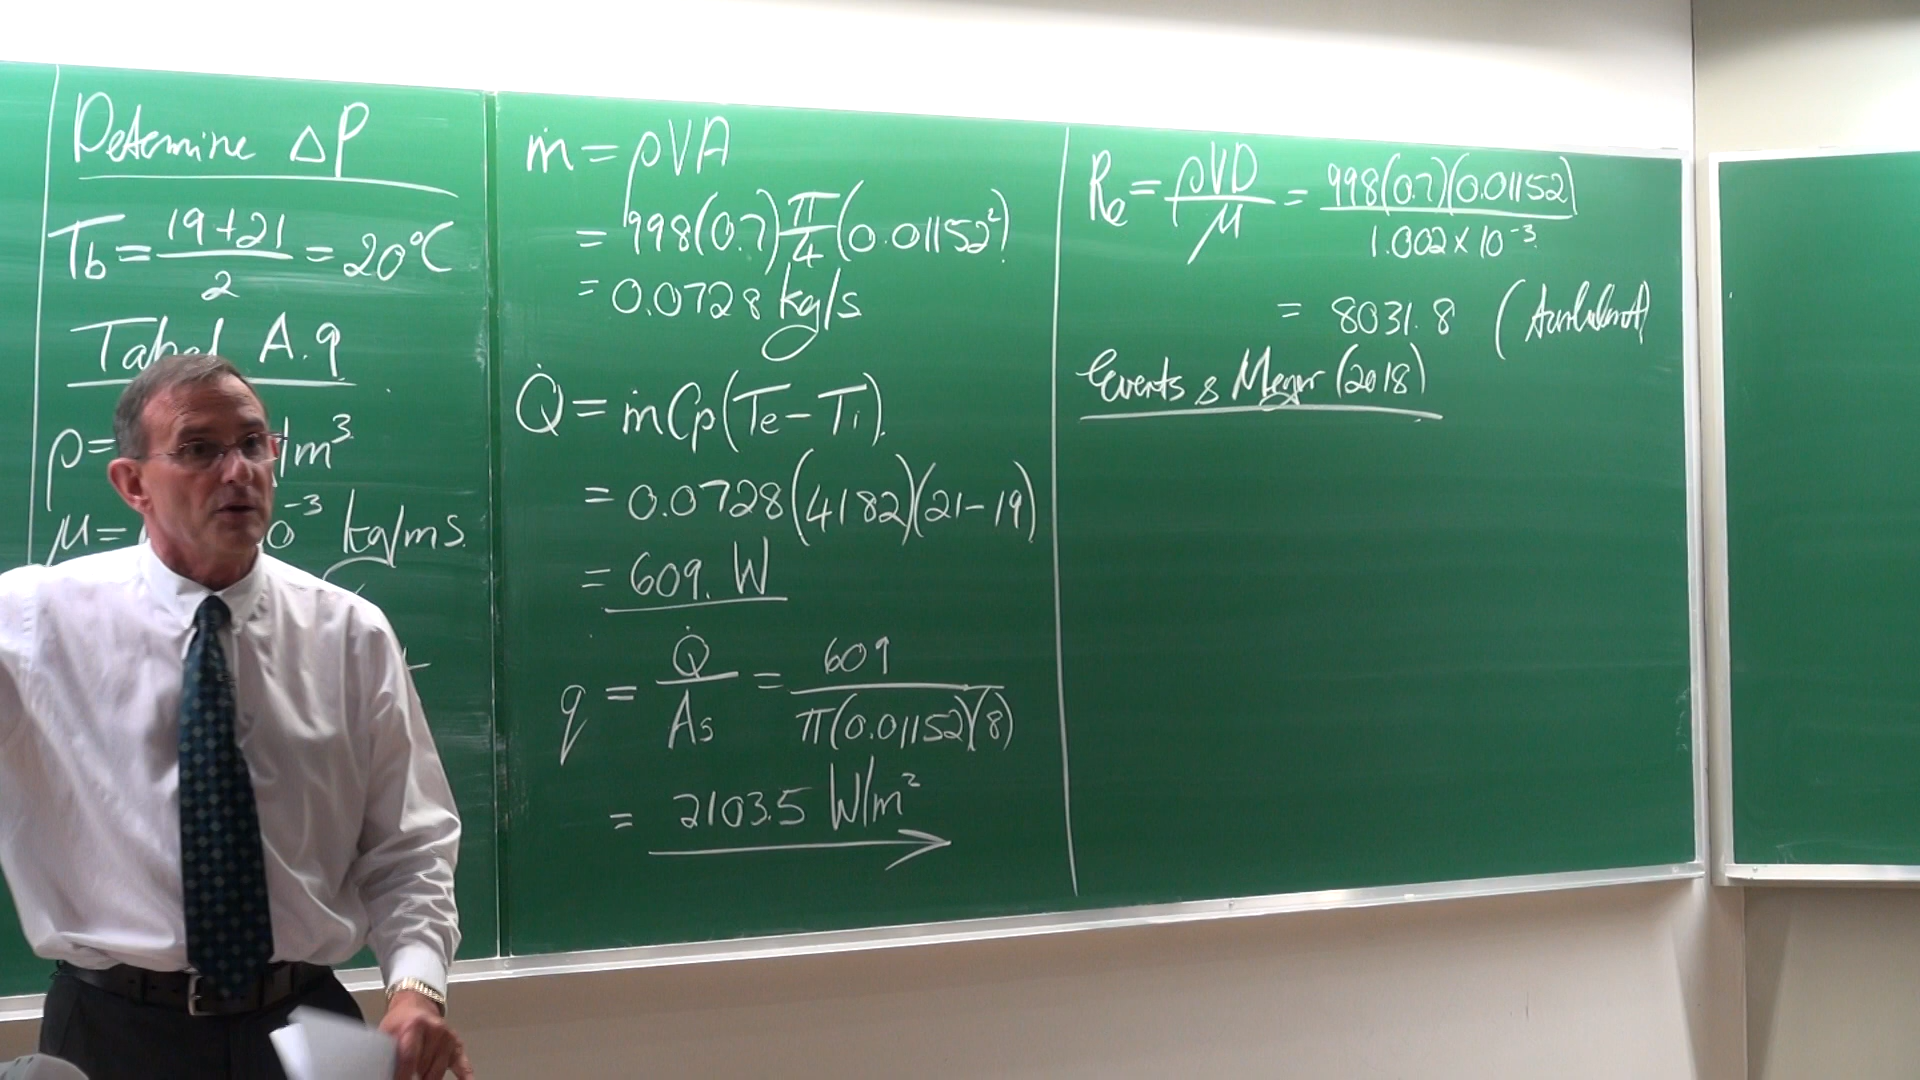 Determine ΔP
Tb = (19+21)/2 = 20°C
Tabel A.9
ρ= /m³
μ= 0⁻³ kg/ms
ṁ = ρVA
= 998(0.7) π/4 (0.01152²)
= 0.0728 kg/s
Q̇ = ṁCp(Te-Ti)
= 0.0728(4182)(21-19)
= 609. W
q̇ = Q̇/As = 609/(π(0.01152)(8))
= 2103.5 W/m²
Re = ρVD/μ = 998(0.7)(0.01152)/(1.002×10⁻³)
= 8031.8 (turbulent)
Everts & Meyer (2018)